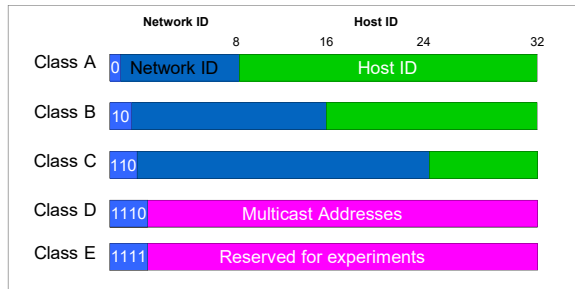 Network ID Host ID
8 16 24 32
Class A 0 Network ID Host ID
Class B 10
Class C 110
Class D 1110 Multicast Addresses
Class E 1111 Reserved for experiments